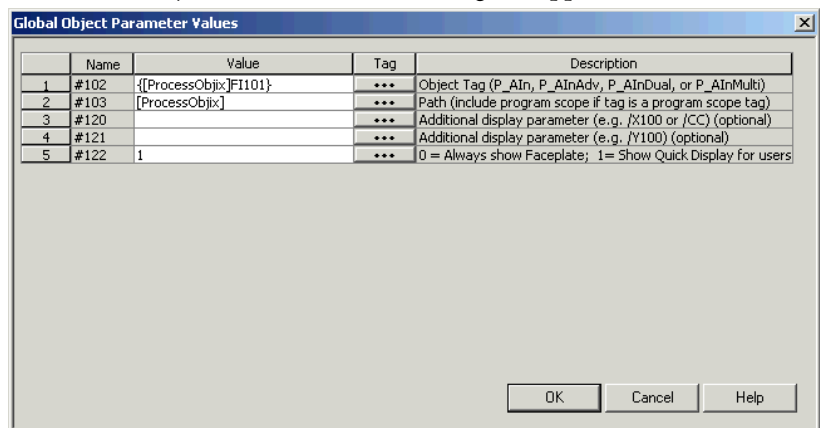 Global Object Parameter Values
Name Value Tag Description
1 #102 {[ProcessObjix]FI101} ••• Object Tag (P_AIn, P_AInAdv, P_AInDual, or P_AInMulti)
2 #103 [ProcessObjix] ••• Path (include program scope if tag is a program scope tag)
3 #120 ••• Additional display parameter (e.g. /X100 or /CC) (optional)
4 #121 ••• Additional display parameter (e.g. /Y100) (optional)
5 #122 1 ••• 0 = Always show Faceplate; 1= Show Quick Display for users
OK Cancel Help